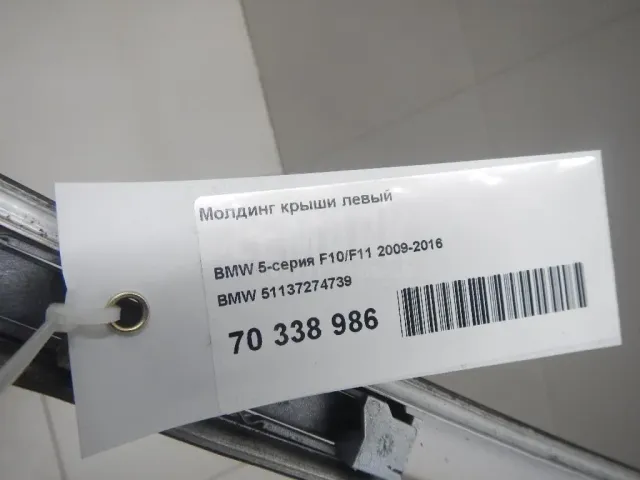 Молдинг крыши левый
BMW 5-серия F10/F11 2009-2016
BMW 51137274739
70 338 986